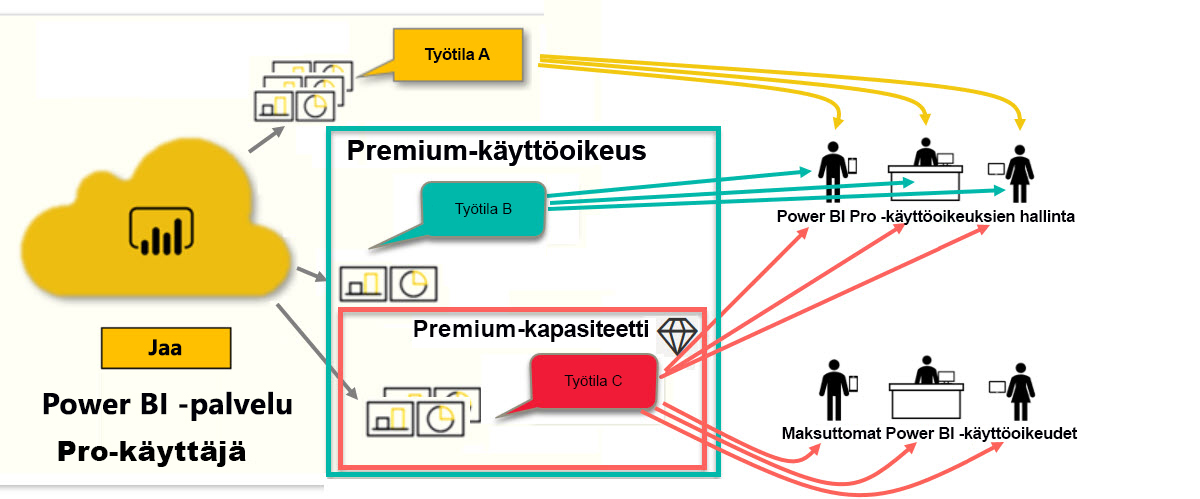 Työtila A
Premium-käyttöoikeus
Työtila B
Power BI Pro -käyttöoikeuksien hallinta
Premium-kapasiteetti
Jaa
Työtila C
Power BI -palvelu
Pro-käyttäjä
Maksuttomat Power BI -käyttöoikeudet